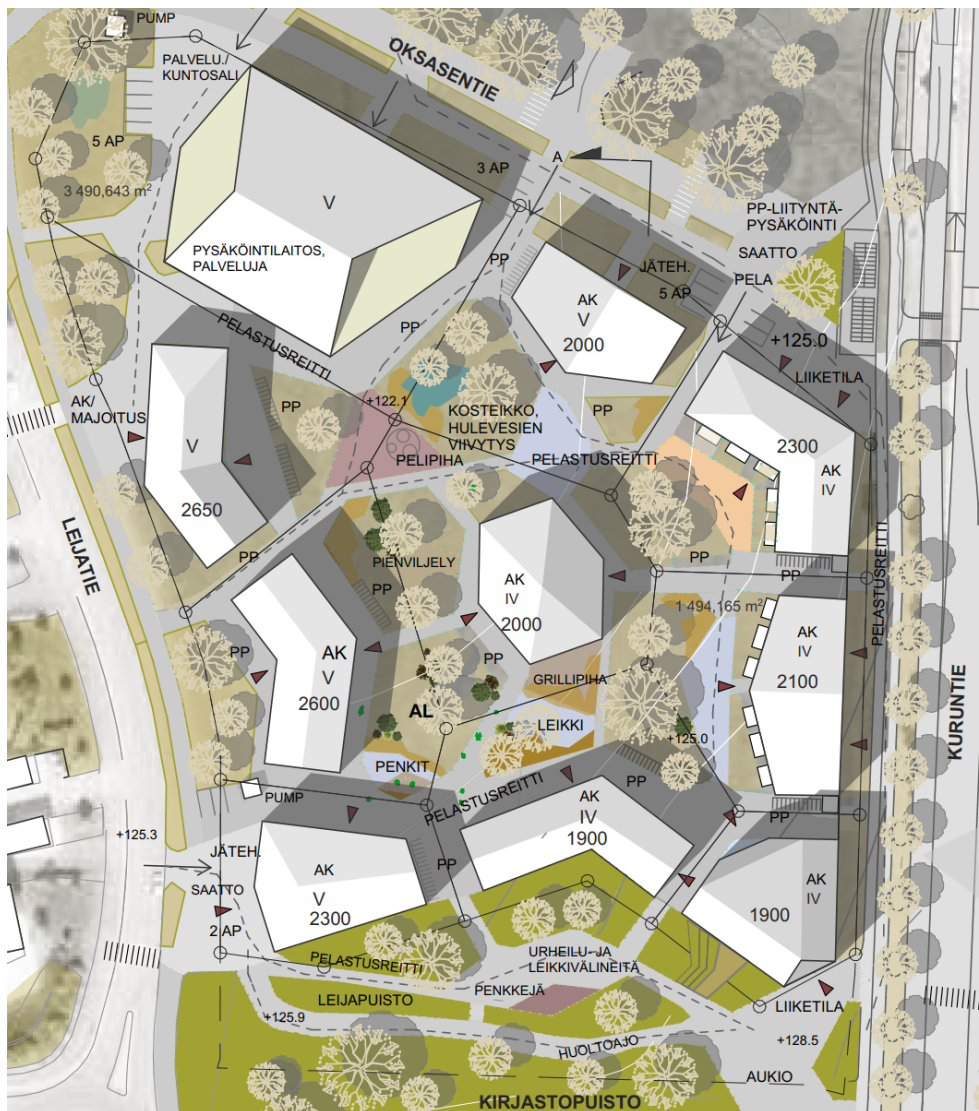 PUMP
OKSASENTIE
PALVELU./
KUNTOSALI
5 AP
3 490,643 m²
V
3 AP
A
PYSÄKÖINTILAITOS,
PALVELUJA
PP-LIITYNTÄ-
PYSÄKÖINTI
SAATTO
PELA
PP
JÄTEH.
5 AP
AK
V
2000
+125.0
PELASTUSREITTI
PP
LIIKETILA
AK/
MAJOITUS
PP
+122.1
KOSTEIKKO,
HULEVESIEN
VIIVYTYS
PP
2300
AK
IV
V
2650
PELIPIHA
PELASTUSREITTI
LEIJATIE
PP
PIENVILJELY
PP
AK
IV
2000
PP
PELASTUSREITTI
1 494,165 m²
PP
AK
V
2600
PP
AK
IV
2100
GRILLIPIHA
AL
LEIKKI
+125.0
KURUNTIE
PENKIT
PUMP
PELASTUSREITTI
PP
PP
+125.3
AK
IV
1900
JÄTEH.
AK
V
2300
PP
AK
IV
1900
SAATTO
2 AP
PELASTUSREITTI
URHEILU- JA
LEIKKIVÄLINEITÄ
LEIJAPUISTO
PENKKEJÄ
LIIKETILA
+125.9
HUOLTOAJO
+128.5
AUKIO
KIRJASTOPUISTO